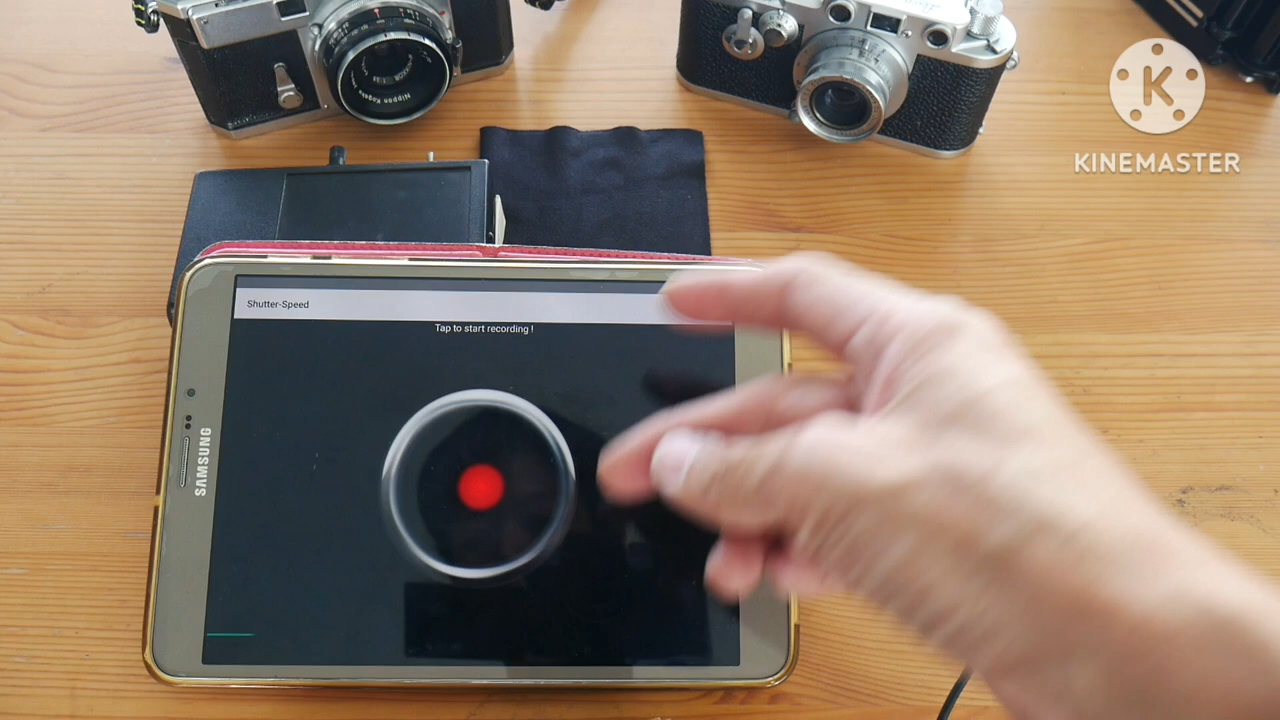 Nippon Kogaku
K
KINEMASTER
Shutter-Speed
Tap to start recording !
SAMSUNG